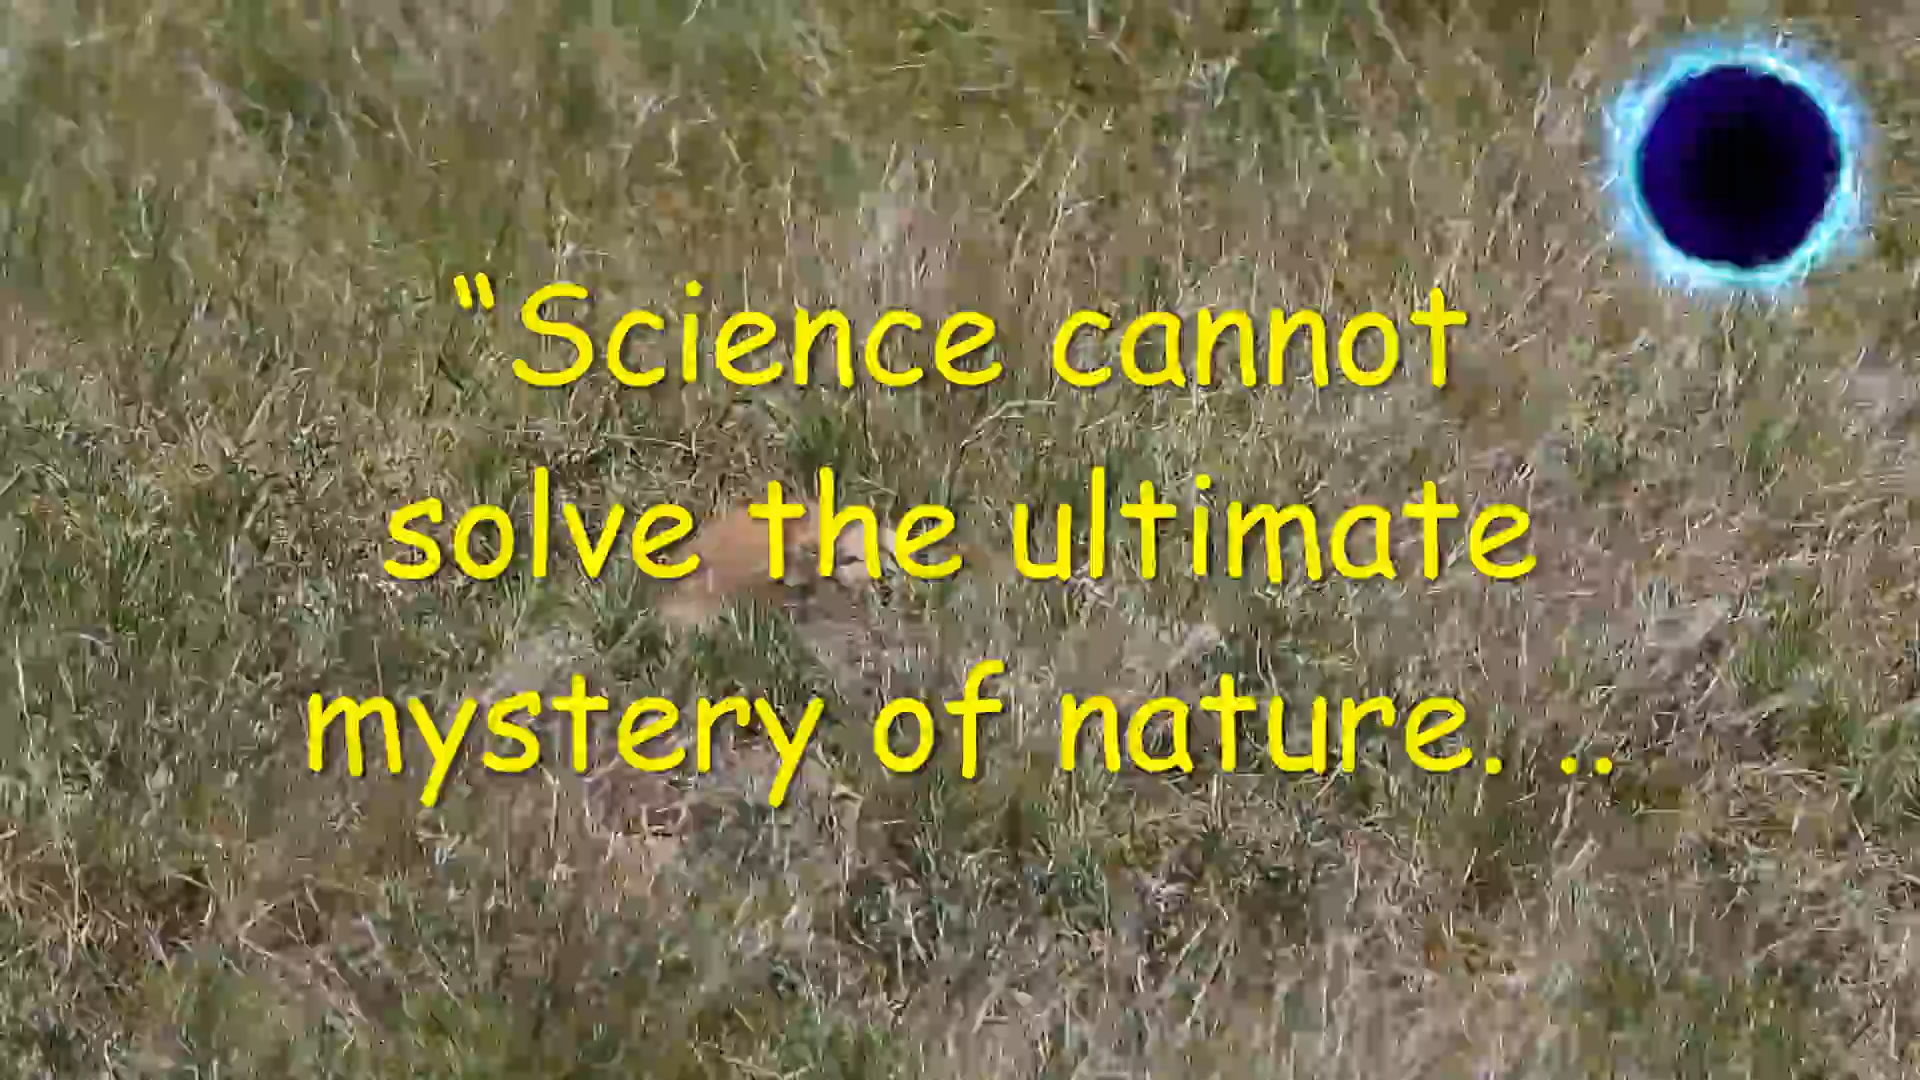 “Science cannot
solve the ultimate
mystery of nature. ..